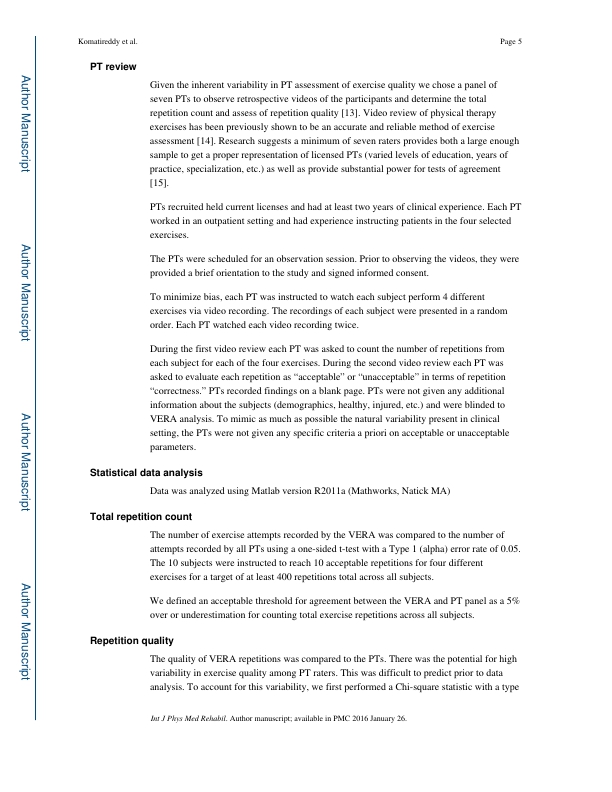 Komatireddy et al.
Page 5
PT review
Given the inherent variability in PT assessment of exercise quality we chose a panel of
seven PTs to observe retrospective videos of the participants and determine the total
repetition count and assess of repetition quality [13]. Video review of physical therapy
exercises has been previously shown to be an accurate and reliable method of exercise
assessment [14]. Research suggests a minimum of seven raters provides both a large enough
sample to get a proper representation of licensed PTs (varied levels of education, years of
practice, specialization, etc.) as well as provide substantial power for tests of agreement
[15].
PTs recruited held current licenses and had at least two years of clinical experience. Each PT
worked in an outpatient setting and had experience instructing patients in the four selected
exercises.
The PTs were scheduled for an observation session. Prior to observing the videos, they were
provided a brief orientation to the study and signed informed consent.
To minimize bias, each PT was instructed to watch each subject perform 4 different
exercises via video recording. The recordings of each subject were presented in a random
order. Each PT watched each video recording twice.
During the first video review each PT was asked to count the number of repetitions from
each subject for each of the four exercises. During the second video review each PT was
asked to evaluate each repetition as “acceptable” or “unacceptable” in terms of repetition
“correctness.” PTs recorded findings on a blank page. PTs were not given any additional
information about the subjects (demographics, healthy, injured, etc.) and were blinded to
VERA analysis. To mimic as much as possible the natural variability present in clinical
setting, the PTs were not given any specific criteria a priori on acceptable or unacceptable
parameters.
Statistical data analysis
Data was analyzed using Matlab version R2011a (Mathworks, Natick MA)
Total repetition count
The number of exercise attempts recorded by the VERA was compared to the number of
attempts recorded by all PTs using a one-sided t-test with a Type 1 (alpha) error rate of 0.05.
The 10 subjects were instructed to reach 10 acceptable repetitions for four different
exercises for a target of at least 400 repetitions total across all subjects.
We defined an acceptable threshold for agreement between the VERA and PT panel as a 5%
over or underestimation for counting total exercise repetitions across all subjects.
Repetition quality
The quality of VERA repetitions was compared to the PTs. There was the potential for high
variability in exercise quality among PT raters. This was difficult to predict prior to data
analysis. To account for this variability, we first performed a Chi-square statistic with a type
Int J Phys Med Rehabil. Author manuscript; available in PMC 2016 January 26.
Author Manuscript
Author Manuscript
Author Manuscript
Author Manuscript